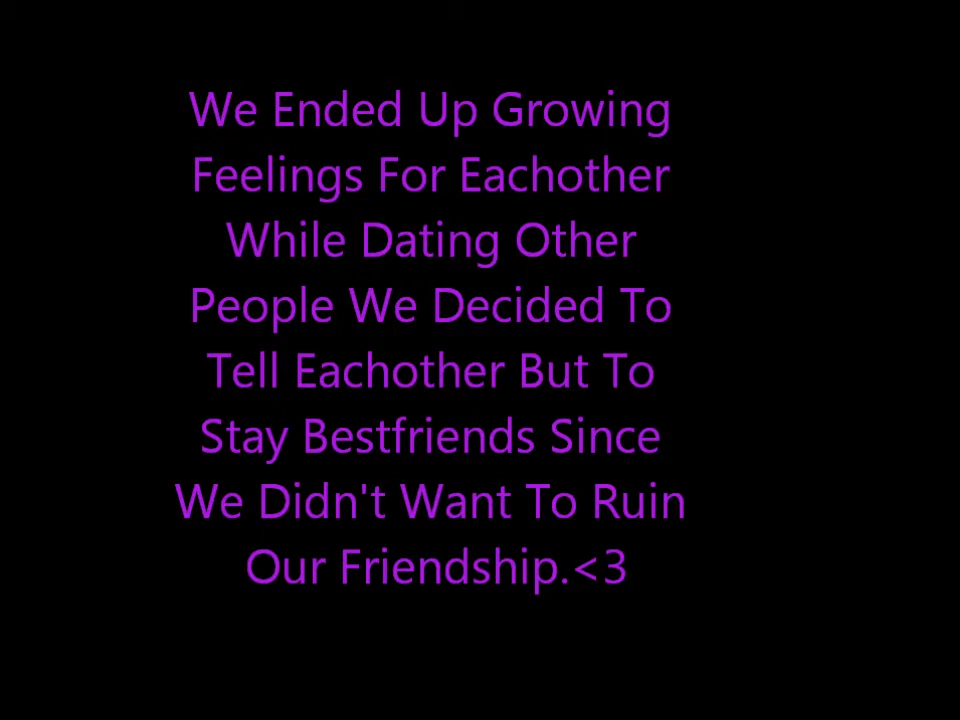 We Ended Up Growing
Feelings For Eachother
While Dating Other
People We Decided To
Tell Eachother But To
Stay Bestfriends Since
We Didn't Want To Ruin
Our Friendship.<3